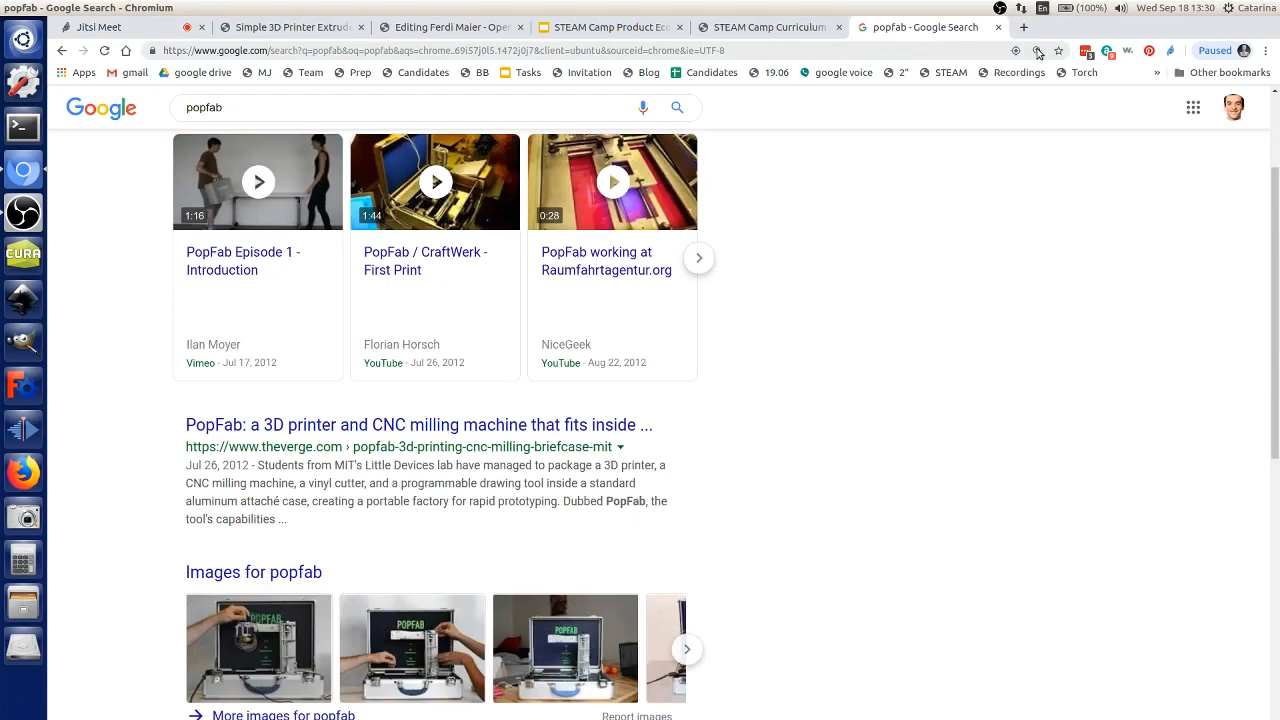 popfab - Google Search - Chromium
En (100%) Wed Sep 18 13:30 Catarina
Jitsi Meet
Simple 3D Printer Extrude
Editing Filament Maker Open
STEAM Camp Product Ec
STEAM Camp Curriculum
popfab - Google Search
https://www.google.com/search?q=popfab&oq=popfab&aqs=chrome..69i57j0l5.1472j0j7&client=ubuntu&sourceid=chrome&ie=UTF-8
Paused
Apps gmail google drive MJ Team Prep Candidates BB Tasks Invitation Blog Candidat 19.06 google voice 2" STEAM Recordings Torch » Other bookmarks
Google
popfab
1:16
1:44
0:28
PopFab Episode 1 -
Introduction
PopFab / CraftWerk -
First Print
PopFab working at
Raumfahrtagentur.org
Ilan Moyer
Florian Horsch
NiceGeek
Vimeo - Jul 17, 2012
YouTube - Jul 26, 2012
YouTube - Aug 22, 2012
PopFab: a 3D printer and CNC milling machine that fits inside ...
https://www.theverge.com › popfab-3d-printing-cnc-milling-briefcase-mit
Jul 26, 2012 - Students from MIT's Little Devices lab have managed to package a 3D printer, a
CNC milling machine, a vinyl cutter, and a programmable drawing tool inside a standard
aluminum attaché case, creating a portable factory for rapid prototyping. Dubbed PopFab, the
tool's capabilities ...
Images for popfab
POPFAB
POPFAB
POPFAB
More images for popfab
Report images
CURA